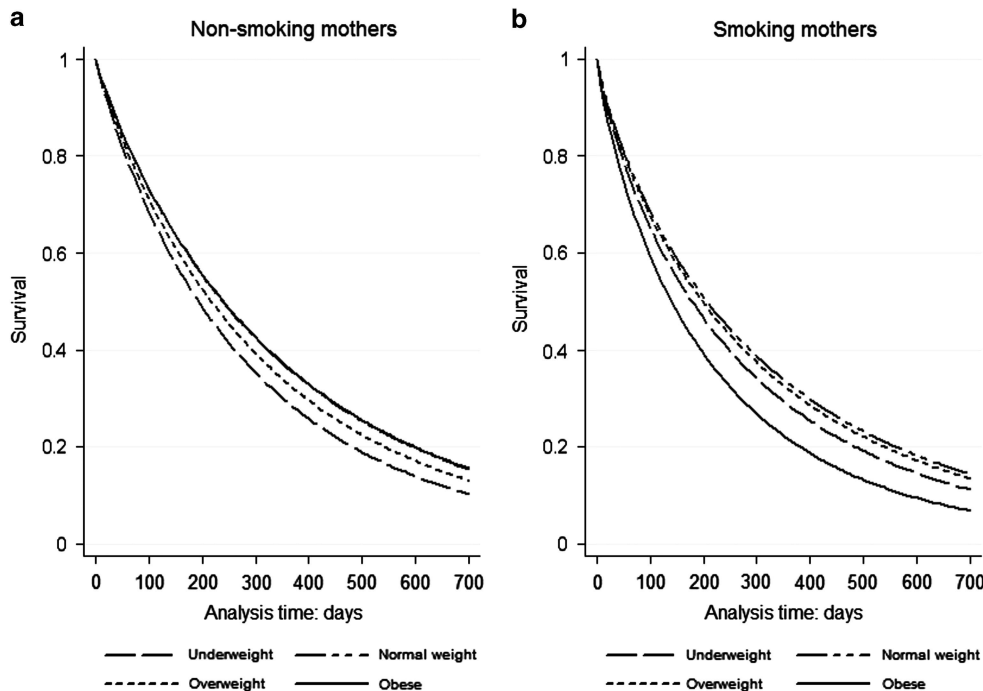 a
Non-smoking mothers
1
0.8
0.6
0.4
0.2
0
Survival
0 100 200 300 400 500 600 700
Analysis time: days
Underweight Normal weight
Overweight Obese
b
Smoking mothers
1
0.8
0.6
0.4
0.2
0
Survival
0 100 200 300 400 500 600 700
Analysis time: days
Underweight Normal weight
Overweight Obese